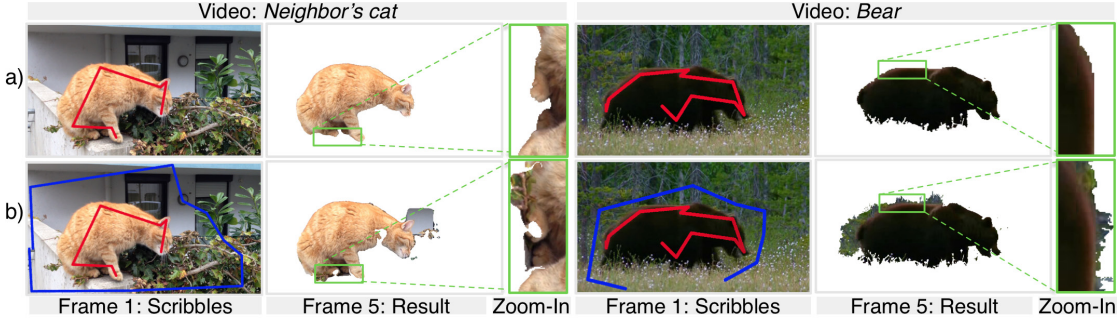 Video: Neighbor's cat
Video: Bear
a)
b)
Frame 1: Scribbles
Frame 5: Result
Zoom-In
Frame 1: Scribbles
Frame 5: Result
Zoom-In